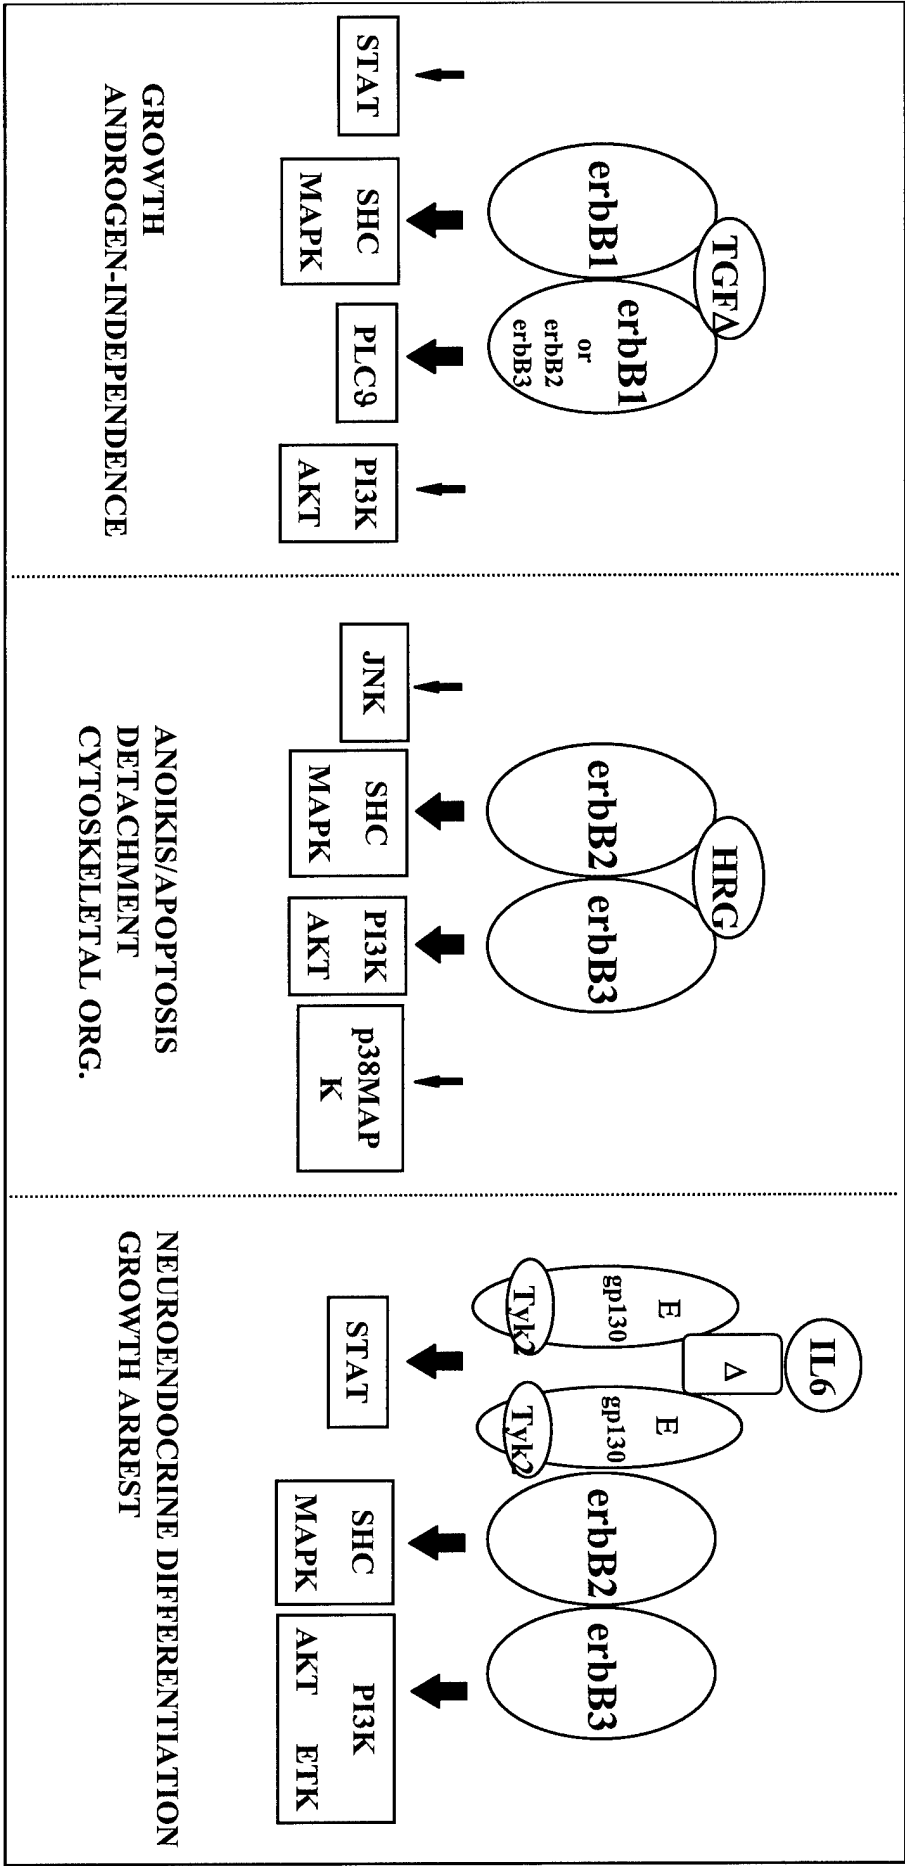 TGFΔ
erbB1
erbB1
or
erbB2
erbB3
STAT
SHC
MAPK
PLCϑ
PI3K
AKT
GROWTH
ANDROGEN-INDEPENDENCE
HRG
erbB2
erbB3
JNK
SHC
MAPK
PI3K
AKT
p38MAP
K
ANOIKIS/APOPTOSIS
DETACHMENT
CYTOSKELETAL ORG.
IL6
Δ
E
gp130
Tyk2
E
gp130
Tyk2
erbB2
erbB3
STAT
SHC
MAPK
PI3K
AKT ETK
NEUROENDOCRINE DIFFERENTIATION
GROWTH ARREST